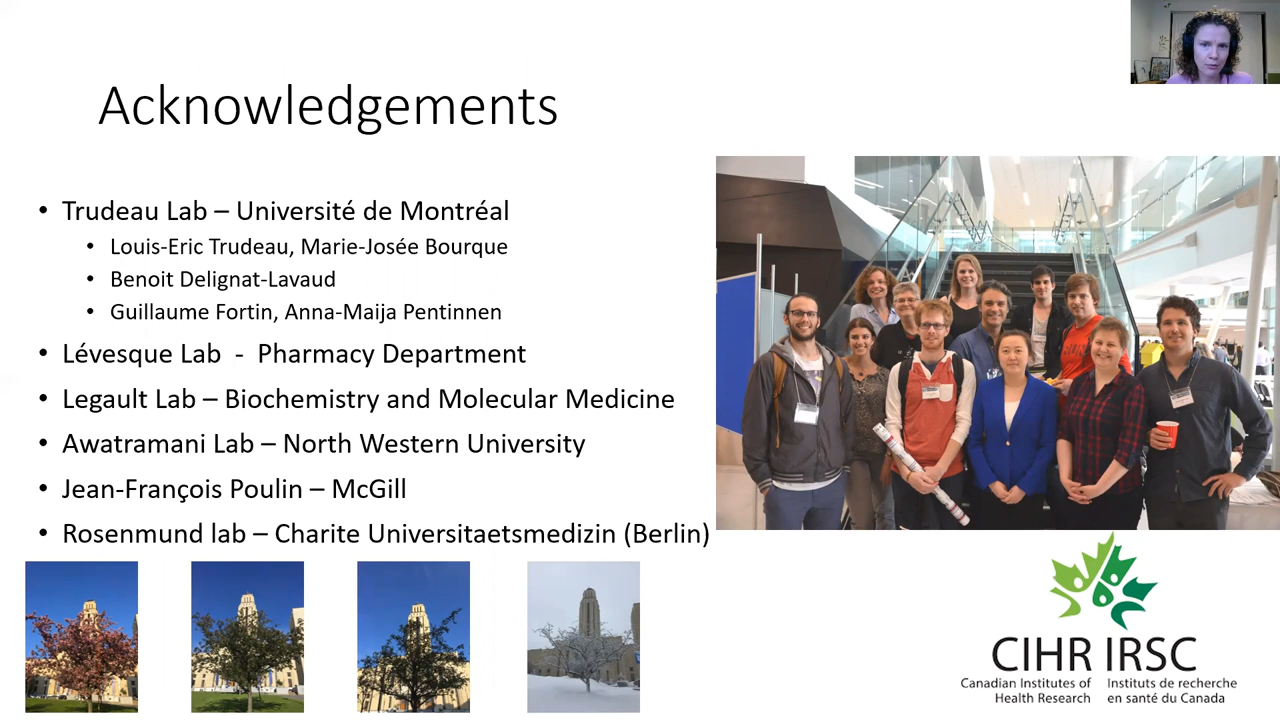 Acknowledgements
• Trudeau Lab – Université de Montréal
• Louis-Eric Trudeau, Marie-Josée Bourque
• Benoit Delignat-Lavaud
• Guillaume Fortin, Anna-Maija Pentinnen
• Lévesque Lab - Pharmacy Department
• Legault Lab – Biochemistry and Molecular Medicine
• Awatramani Lab – North Western University
• Jean-François Poulin – McGill
• Rosenmund lab – Charite Universitaetsmedizin (Berlin)
CIHR IRSC
Canadian Institutes of
Health Research
Instituts de recherche
en santé du Canada